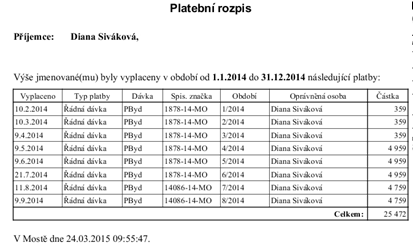 Platební rozpis
Příjemce: Diana Siváková,
Výše jmenované(mu) byly vyplaceny v období od 1.1.2014 do 31.12.2014 následující platby:
Vyplaceno Typ platby Dávka Spis. značka Období Oprávněná osoba Částka
10.2.2014 Řádná dávka PByd 1878-14-MO 1/2014 Diana Siváková 359
10.3.2014 Řádná dávka PByd 1878-14-MO 2/2014 Diana Siváková 359
9.4.2014 Řádná dávka PByd 1878-14-MO 3/2014 Diana Siváková 359
9.5.2014 Řádná dávka PByd 1878-14-MO 4/2014 Diana Siváková 4 959
9.6.2014 Řádná dávka PByd 1878-14-MO 5/2014 Diana Siváková 4 959
21.7.2014 Řádná dávka PByd 1878-14-MO 6/2014 Diana Siváková 4 959
11.8.2014 Řádná dávka PByd 14086-14-MO 7/2014 Diana Siváková 4 759
9.9.2014 Řádná dávka PByd 14086-14-MO 8/2014 Diana Siváková 4 759
Celkem: 25 472
V Mostě dne 24.03.2015 09:55:47.